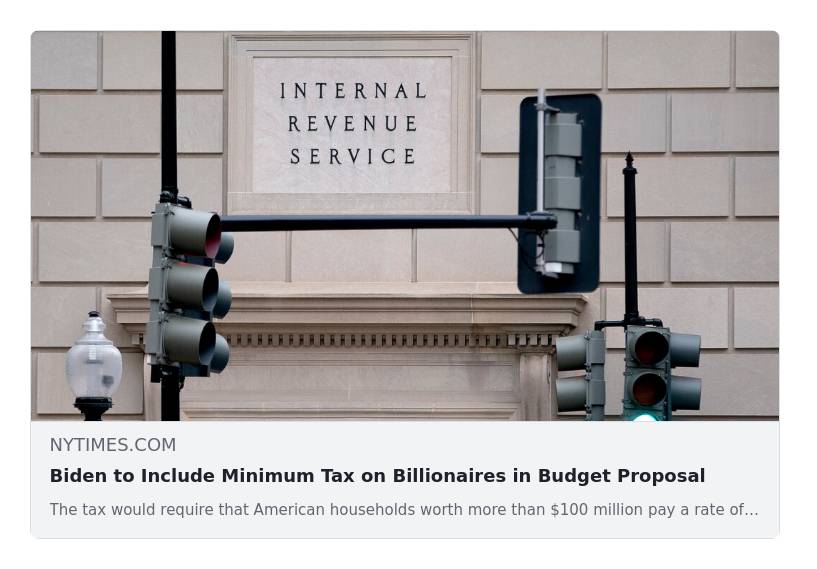 INTERNAL
REVENUE
SERVICE
NYTIMES.COM
Biden to Include Minimum Tax on Billionaires in Budget Proposal
The tax would require that American households worth more than $100 million pay a rate of...